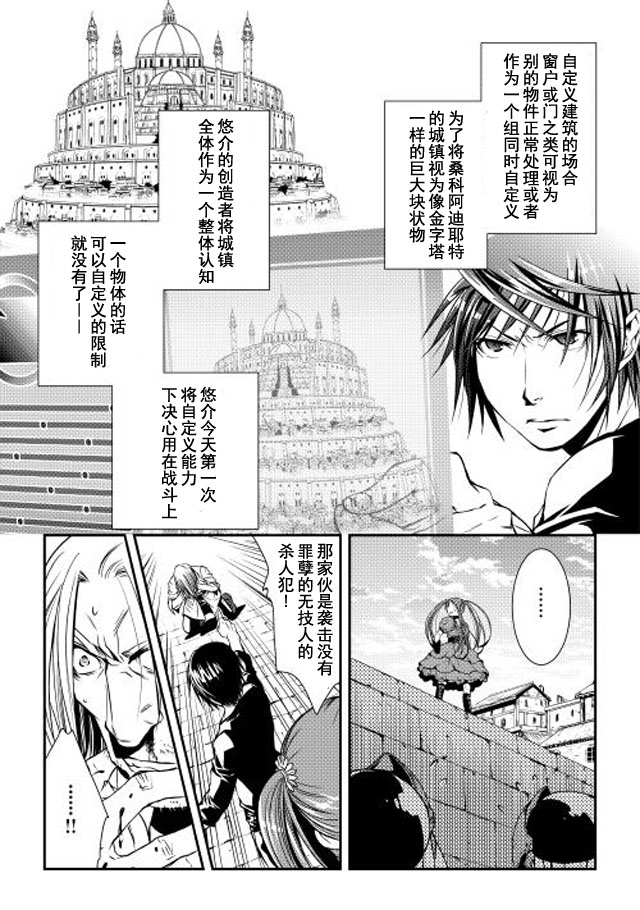 自定义建筑的场合
窗户或门之类可视为
别的物件正常处理或者
作为一个组同时自定义
为了将桑科阿迪耶特
的城镇视为像金字塔
一样的巨大块状物
悠介的创造者将城镇
全体作为一个整体认知
一个物体的话
可以自定义的限制
就没有了——
悠介今天第一次
将自定义能力
下决心用在战斗上
……
那家伙是袭击没有
罪孽的无技人的
杀人犯！
……!!